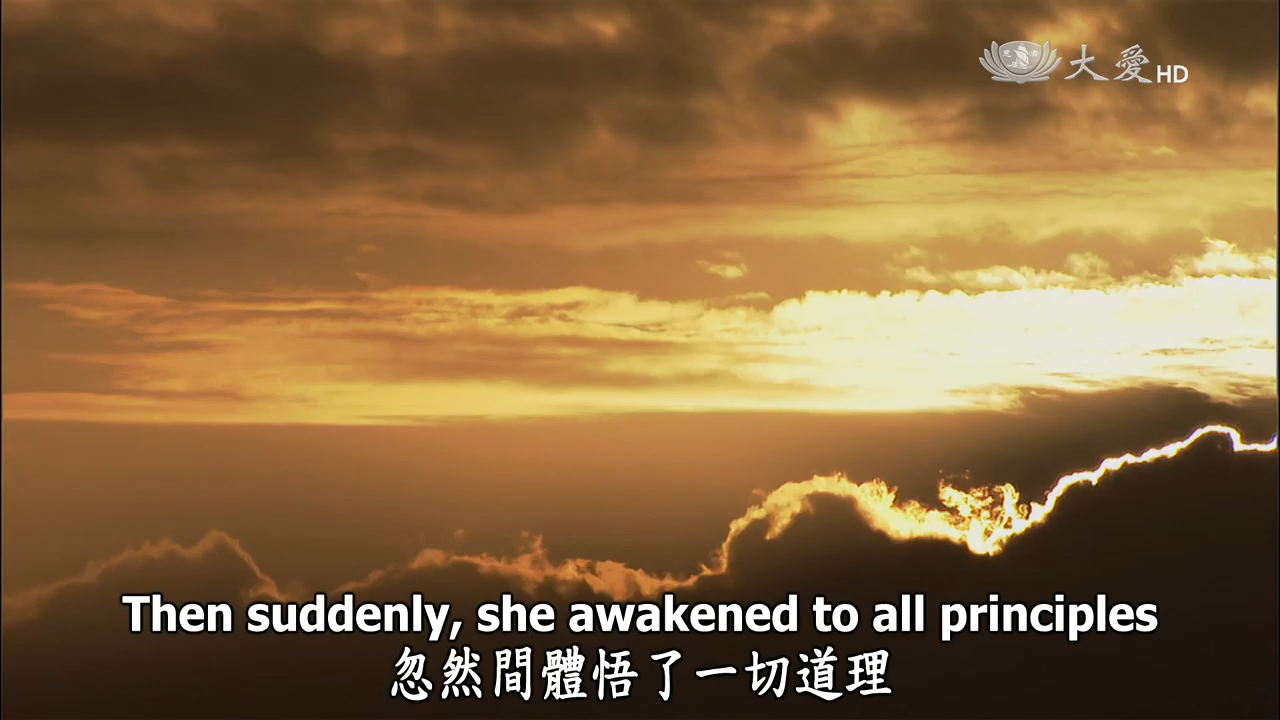 大愛HD
Then suddenly, she awakened to all principles
忽然間體悟了一切道理